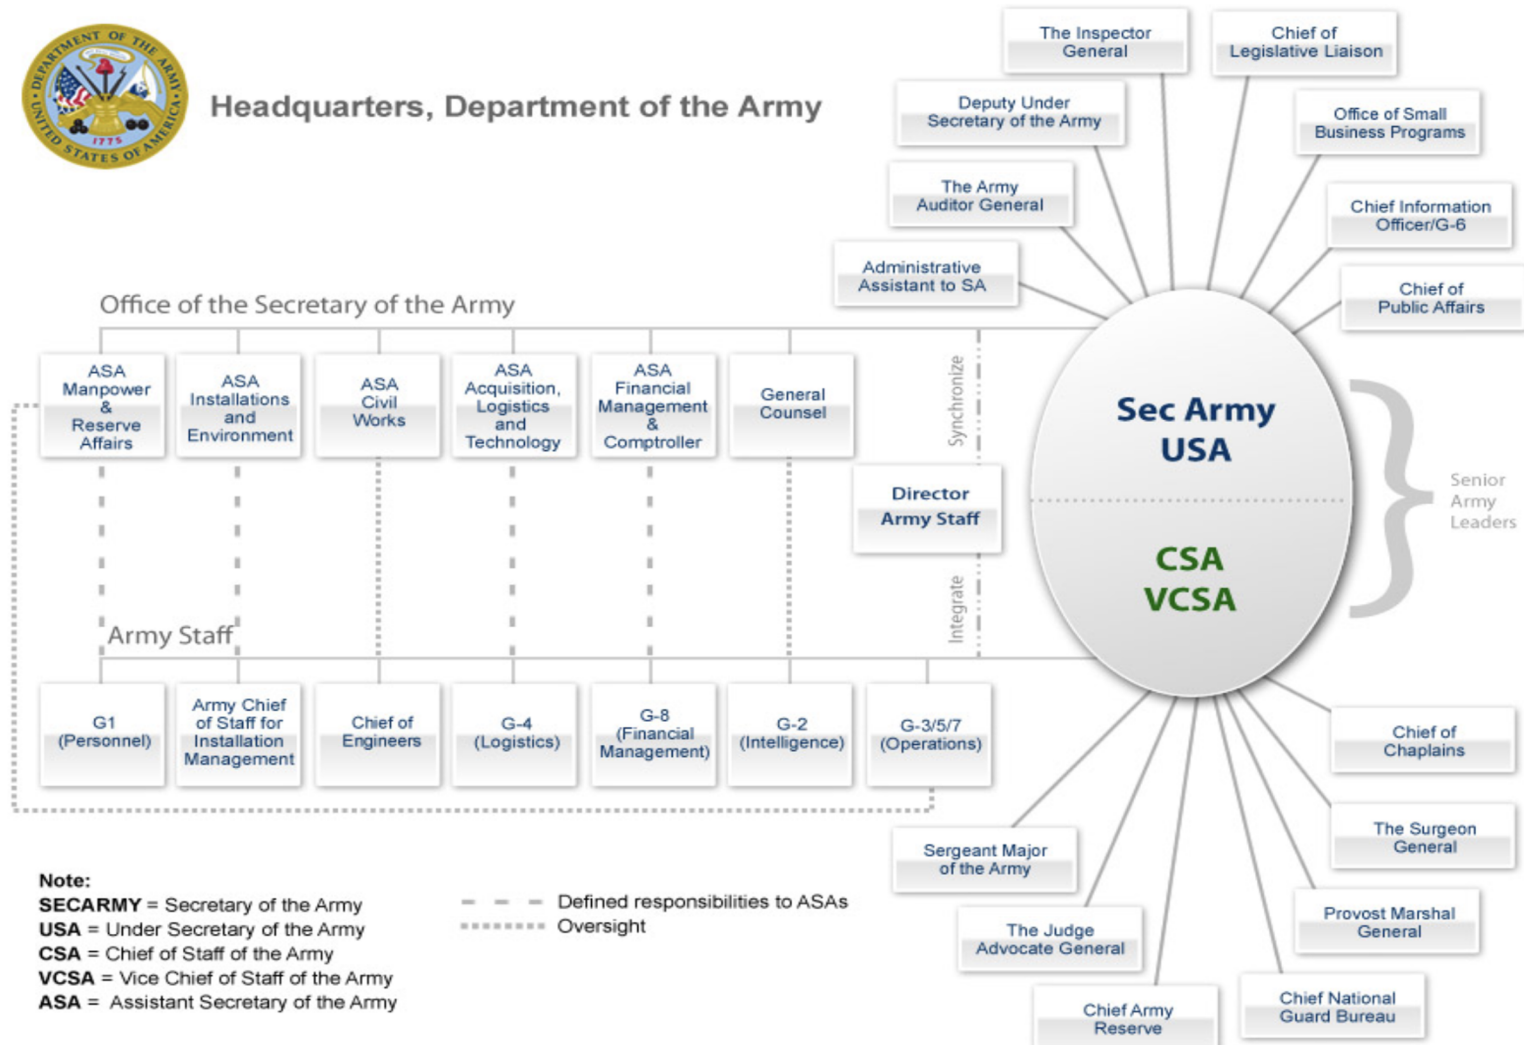 DEPARTMENT OF THE ARMY
UNITED STATES OF AMERICA
1775
Headquarters, Department of the Army
The Inspector
General
Chief of
Legislative Liaison
Deputy Under
Secretary of the Army
Office of Small
Business Programs
The Army
Auditor General
Chief Information
Officer/G-6
Administrative
Assistant to SA
Chief of
Public Affairs
Office of the Secretary of the Army
ASA
Manpower
&
Reserve
Affairs
ASA
Installations
and
Environment
ASA
Civil
Works
ASA
Acquisition,
Logistics
and
Technology
ASA
Financial
Management
&
Comptroller
General
Counsel
Synchronize
Director
Army Staff
Integrate
Sec Army
USA
CSA
VCSA
Senior
Army
Leaders
Army Staff
G1
(Personnel)
Army Chief
of Staff for
Installation
Management
Chief of
Engineers
G-4
(Logistics)
G-8
(Financial
Management)
G-2
(Intelligence)
G-3/5/7
(Operations)
Chief of
Chaplains
The Surgeon
General
Provost Marshal
General
Chief National
Guard Bureau
Chief Army
Reserve
The Judge
Advocate General
Sergeant Major
of the Army
Note:
SECARMY = Secretary of the Army
USA = Under Secretary of the Army
CSA = Chief of Staff of the Army
VCSA = Vice Chief of Staff of the Army
ASA = Assistant Secretary of the Army
Defined responsibilities to ASAs
Oversight